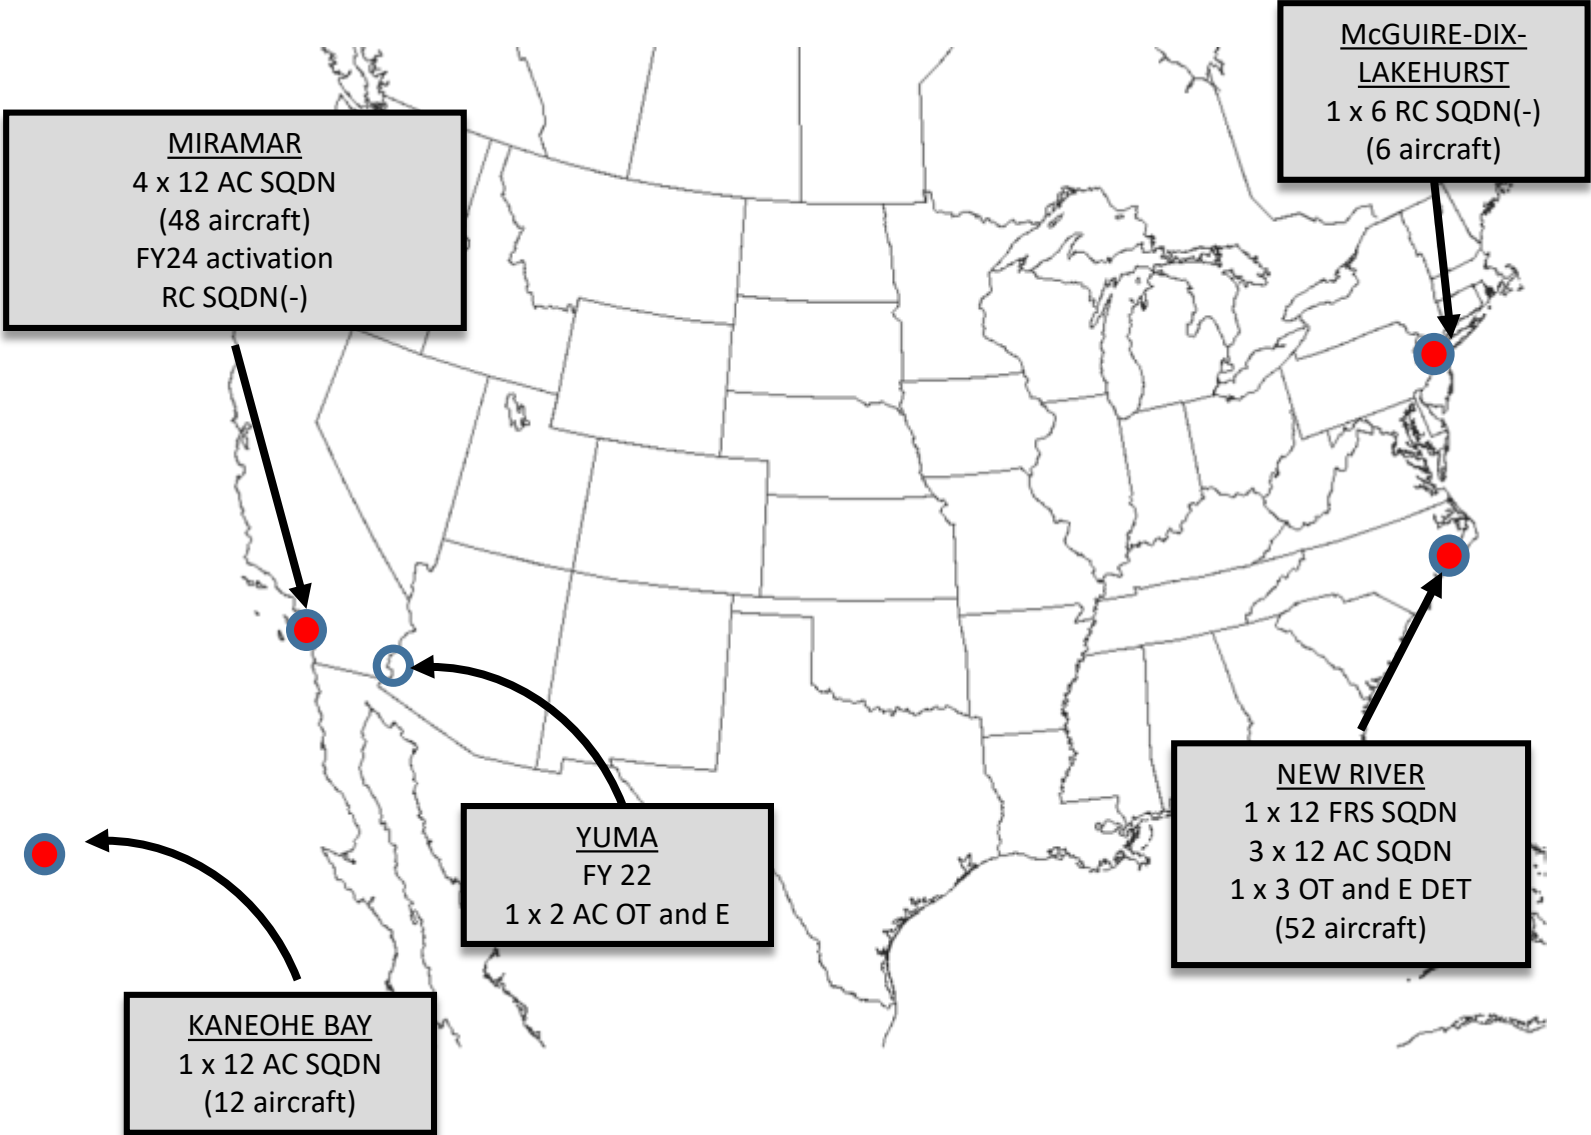 McGUIRE-DIX-
LAKEHURST
1 x 6 RC SQDN(-)
(6 aircraft)
MIRAMAR
4 x 12 AC SQDN
(48 aircraft)
FY24 activation
RC SQDN(-)
NEW RIVER
1 x 12 FRS SQDN
3 x 12 AC SQDN
1 x 3 OT and E DET
(52 aircraft)
YUMA
FY 22
1 x 2 AC OT and E
KANEOHE BAY
1 x 12 AC SQDN
(12 aircraft)